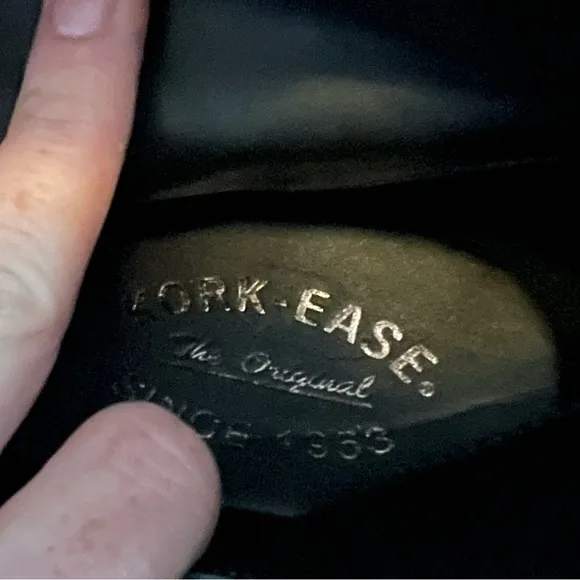 ORK-EASE®
The Original
SINCE 1953